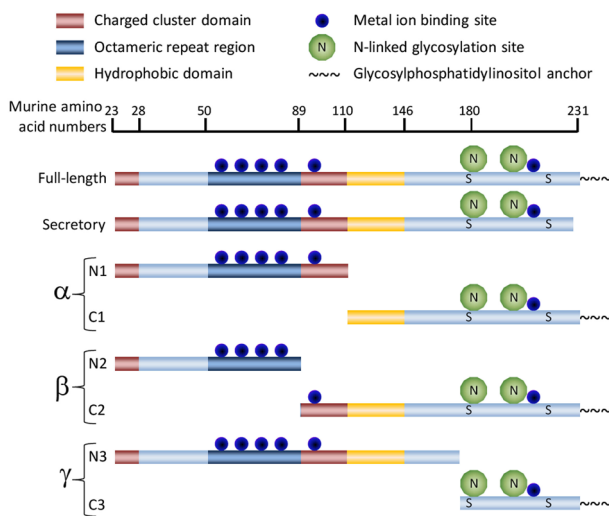 Charged cluster domain
Metal ion binding site
Octameric repeat region
N N-linked glycosylation site
Hydrophobic domain
~~~ Glycosylphosphatidylinositol anchor
Murine amino acid numbers
23 28 50 89 110 146 180 231
N N
Full-length S S ~~~
N N
Secretory S S
α
N1
N N
C1 S S ~~~
β
N2
N N
C2 S S ~~~
γ
N3
N N
C3 S S ~~~